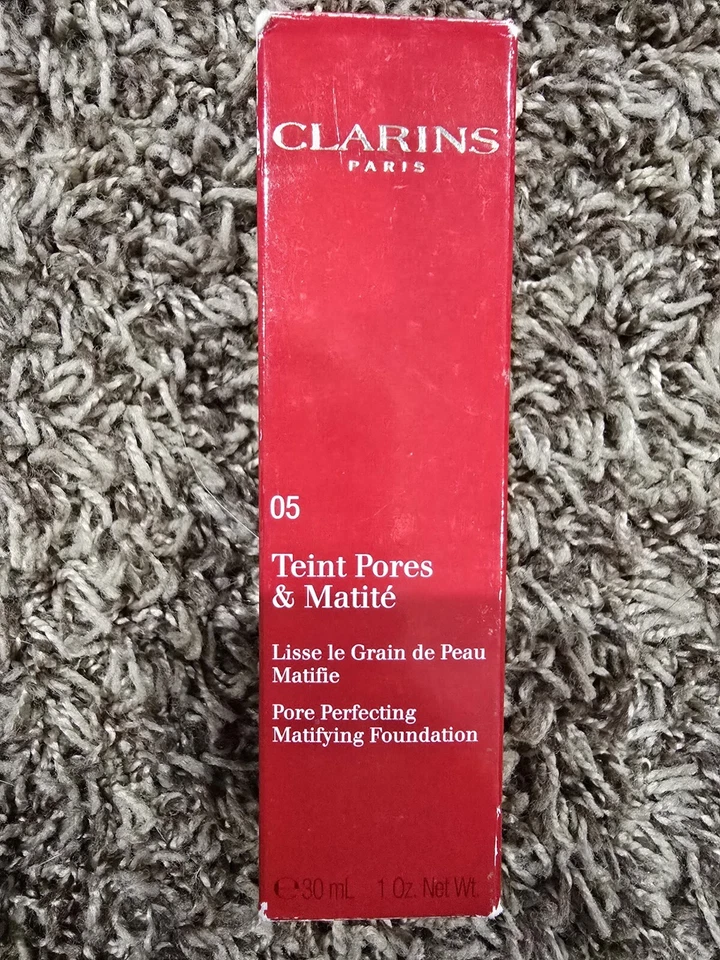 CLARINS
PARIS
05
Teint Pores
& Matité
Lisse le Grain de Peau
Matifie
Pore Perfecting
Matifying Foundation
℮30 mL 1 Oz. Net Wt.